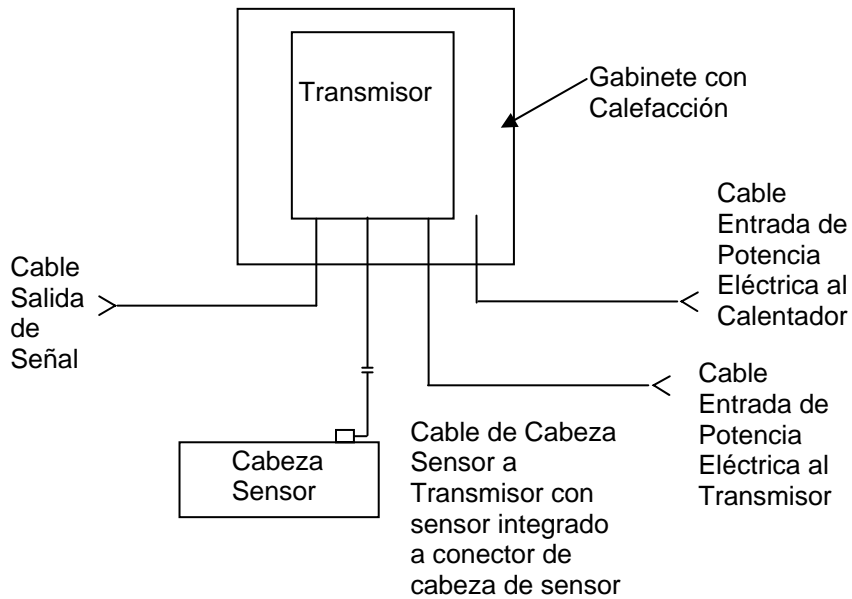 Transmisor
Gabinete con
Calefacción
Cable
Entrada de
Potencia
Eléctrica al
Calentador
Cable
Salida
de
Señal
Cable
Entrada de
Potencia
Eléctrica al
Transmisor
Cabeza
Sensor
Cable de Cabeza
Sensor a
Transmisor con
sensor integrado
a conector de
cabeza de sensor